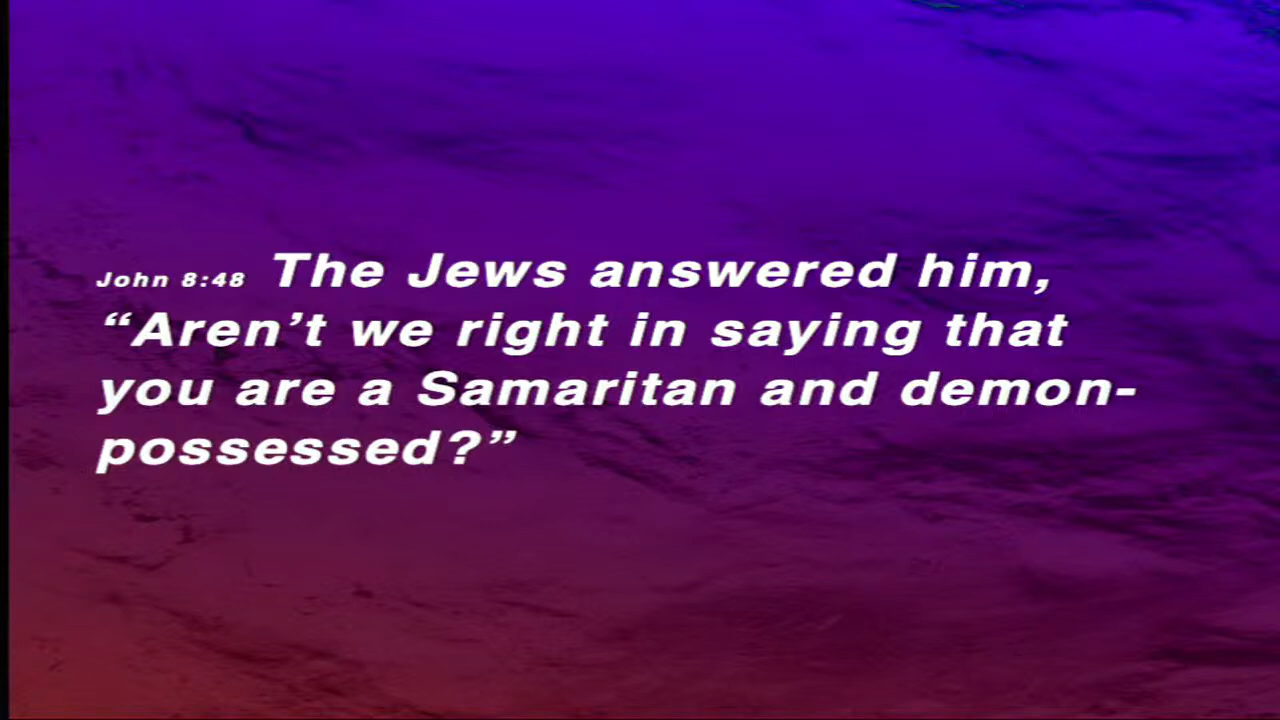 John 8:48 The Jews answered him,
“Aren’t we right in saying that
you are a Samaritan and demon-
possessed?”